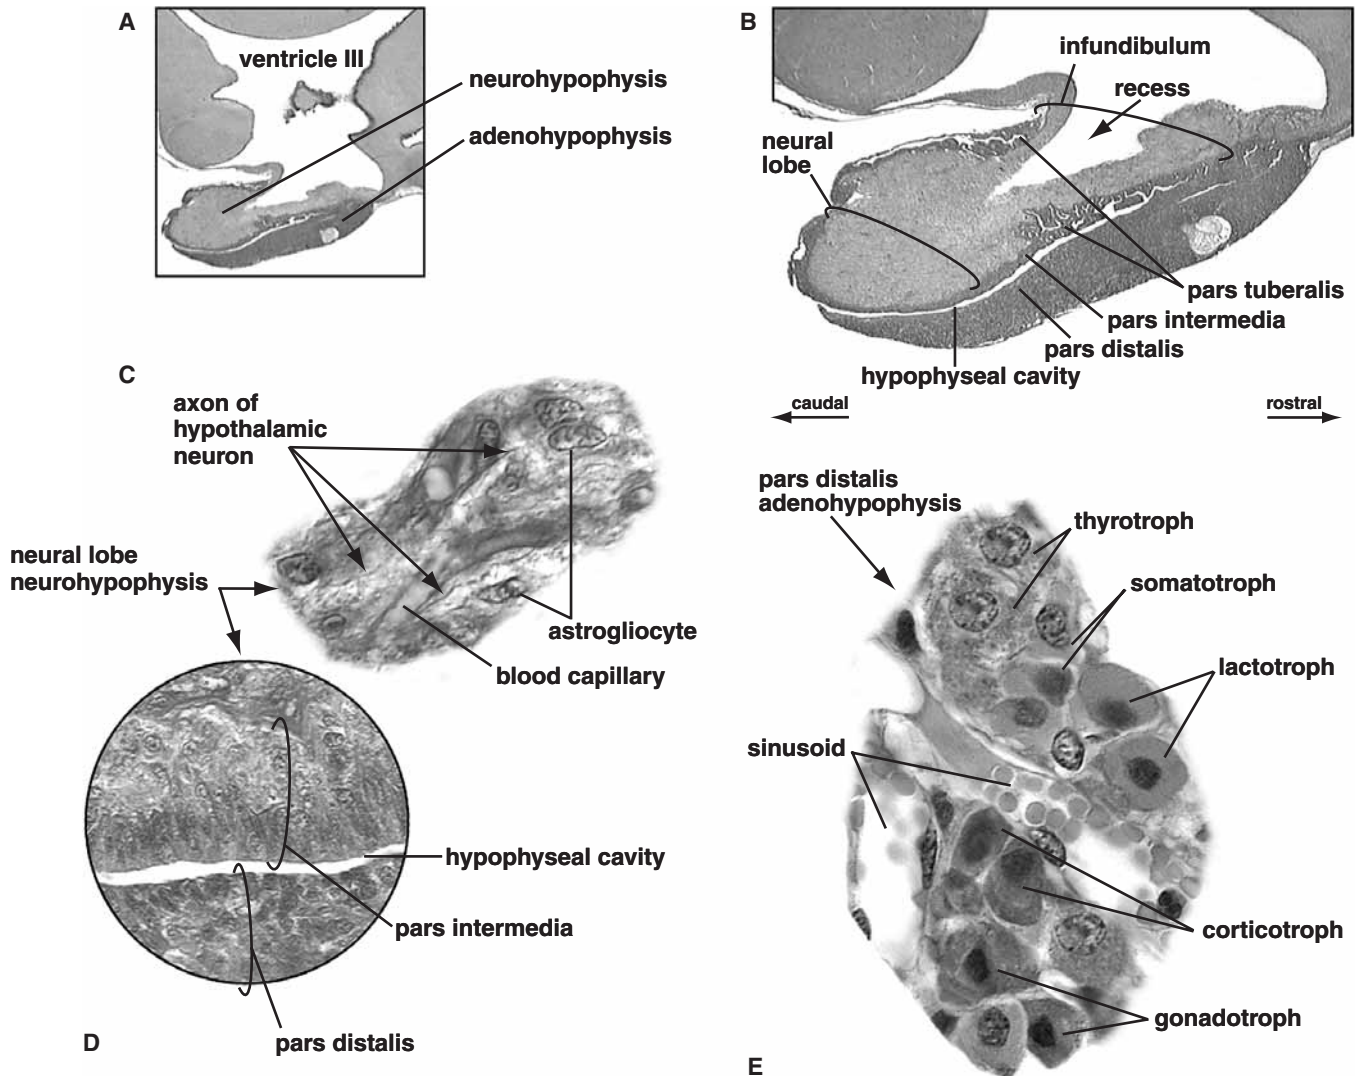 A
ventricle III
neurohypophysis
adenohypophysis
B
infundibulum
recess
neural
lobe
pars tuberalis
pars intermedia
pars distalis
hypophyseal cavity
caudal
rostral
C
axon of
hypothalamic
neuron
neural lobe
neurohypophysis
astrogliocyte
blood capillary
hypophyseal cavity
pars intermedia
pars distalis
D
pars distalis
adenohypophysis
thyrotroph
somatotroph
lactotroph
sinusoid
corticotroph
gonadotroph
E